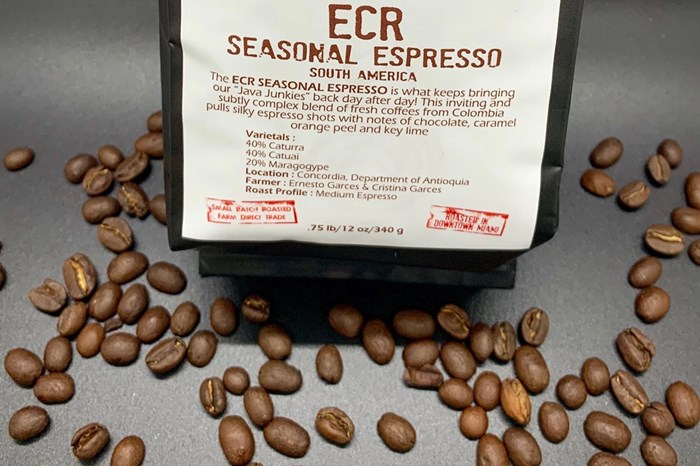 ECR
SEASONAL ESPRESSO
SOUTH AMERICA
The ECR SEASONAL ESPRESSO is what keeps bringing
our "Java Junkies" back day after day! This inviting and
subtly complex blend of fresh coffees from Colombia
pulls silky espresso shots with notes of chocolate, caramel
orange peel and key lime
Varietals :
40% Caturra
40% Catuai
20% Maragogype
Location : Concordia, Department of Antioquia
Farmer : Ernesto Garces & Cristina Garces
Roast Profile : Medium Espresso
SMALL BATCH ROASTED
FARM DIRECT TRADE
.75 lb/12 oz/340 g
ROASTED IN
DOWNTOWN MIAMI